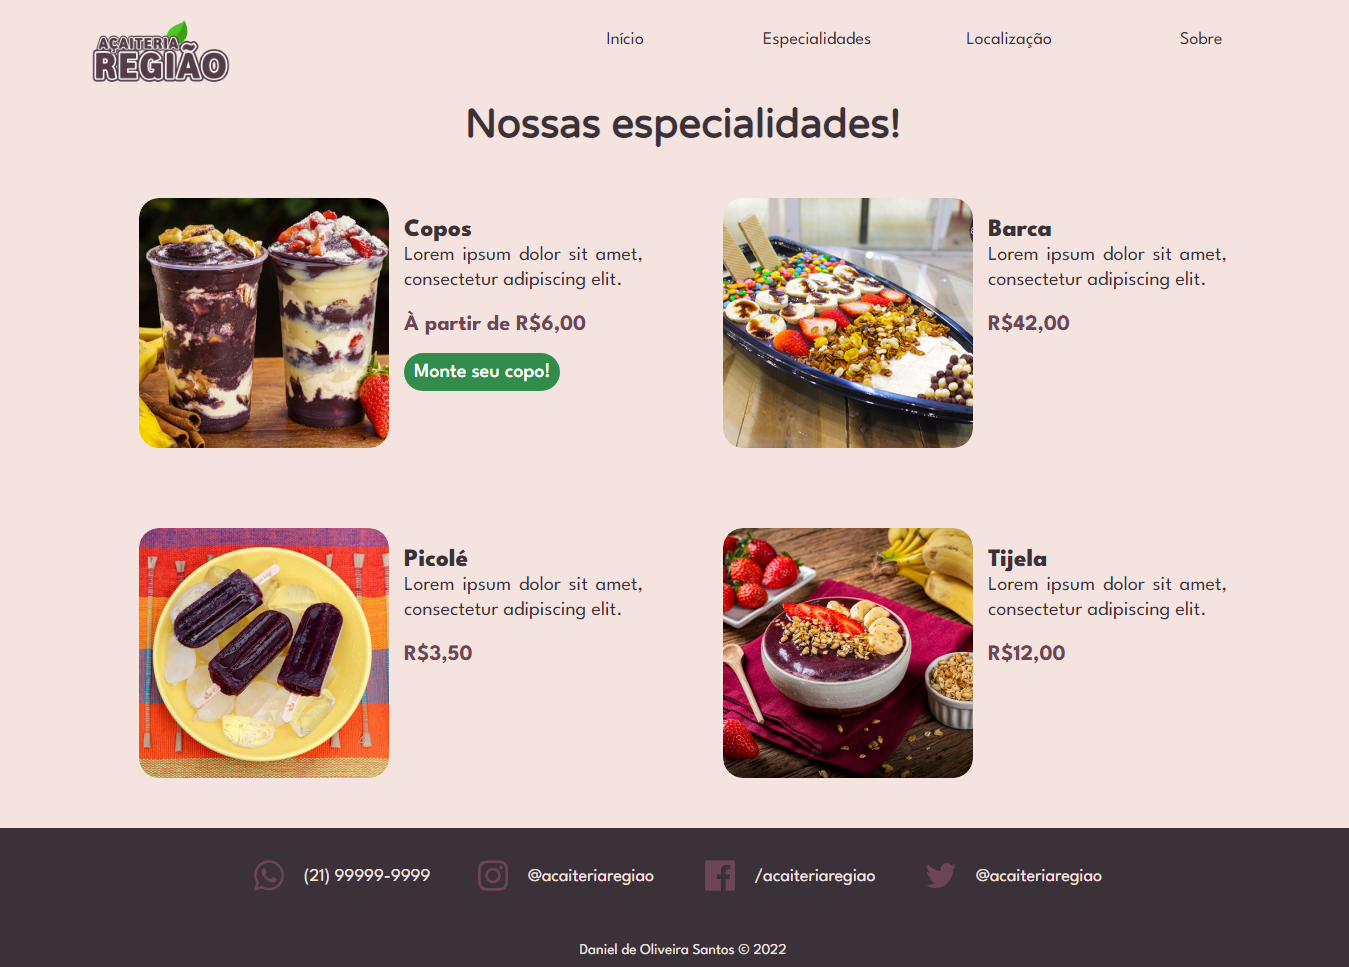 AÇAITERIA
REGIÃO
Início Especialidades Localização Sobre
Nossas especialidades!
Copos
Lorem ipsum dolor sit amet,
consectetur adipiscing elit.
À partir de R$6,00
Monte seu copo!
Barca
Lorem ipsum dolor sit amet,
consectetur adipiscing elit.
R$42,00
Picolé
Lorem ipsum dolor sit amet,
consectetur adipiscing elit.
R$3,50
Tijela
Lorem ipsum dolor sit amet,
consectetur adipiscing elit.
R$12,00
(21) 99999-9999 @acaiteriaregiao /acaiteriaregiao @acaiteriaregiao
Daniel de Oliveira Santos © 2022